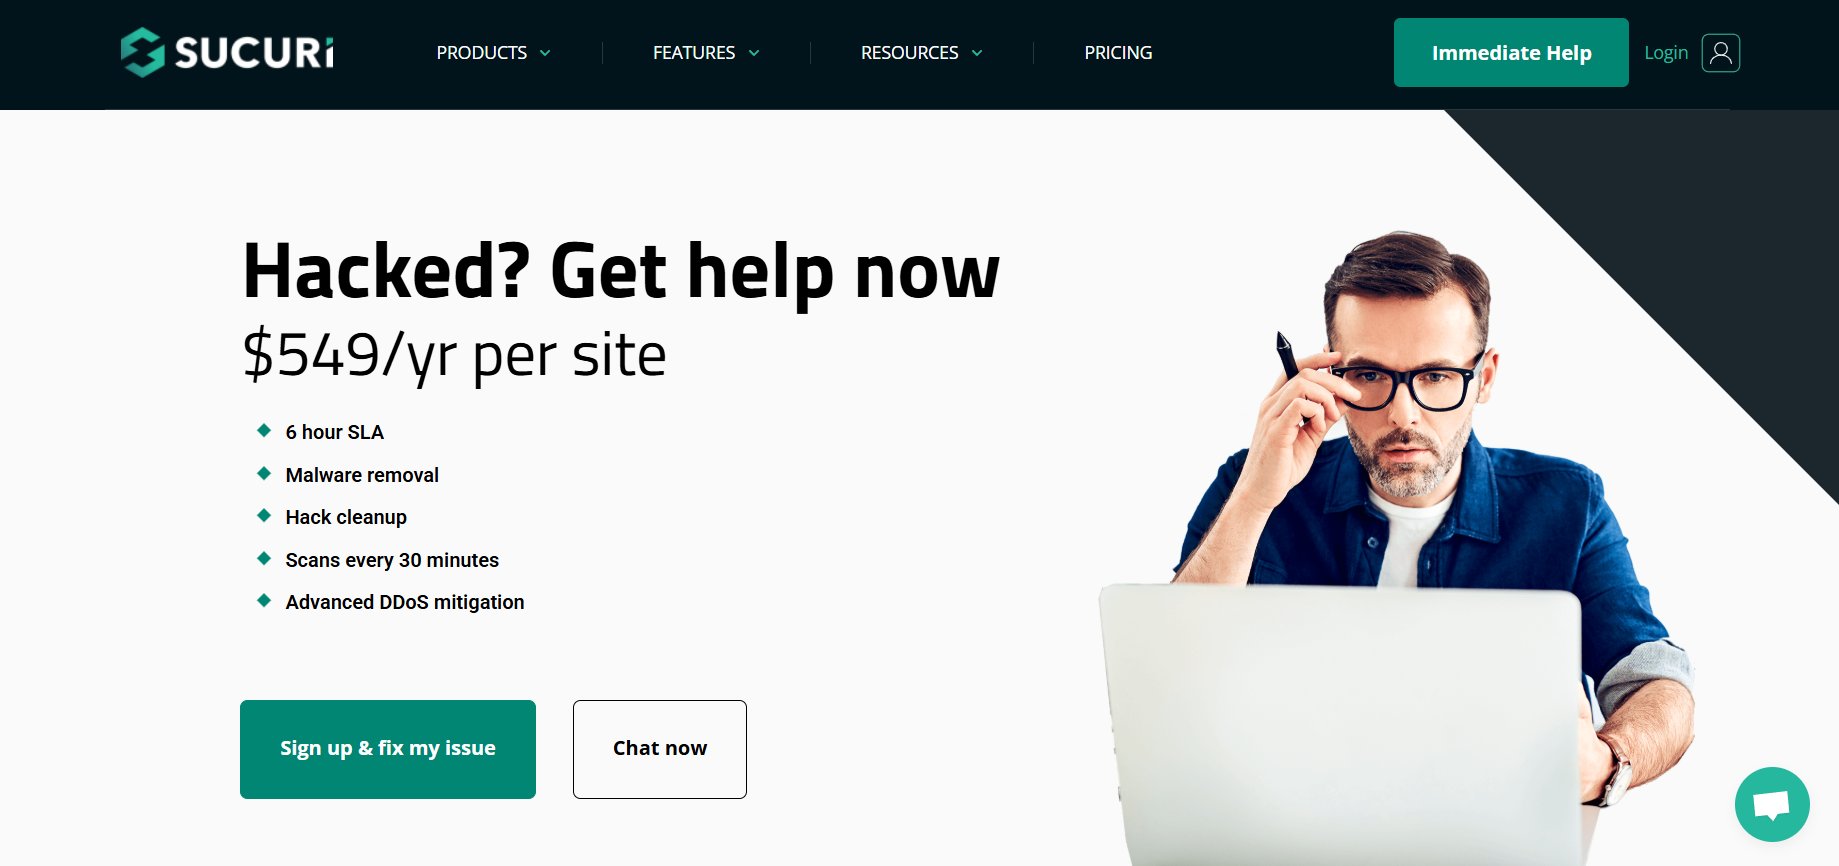 SUCURi
PRODUCTS
FEATURES
RESOURCES
PRICING
Immediate Help
Login
Hacked? Get help now
$549/yr per site
6 hour SLA
Malware removal
Hack cleanup
Scans every 30 minutes
Advanced DDoS mitigation
Sign up & fix my issue
Chat now